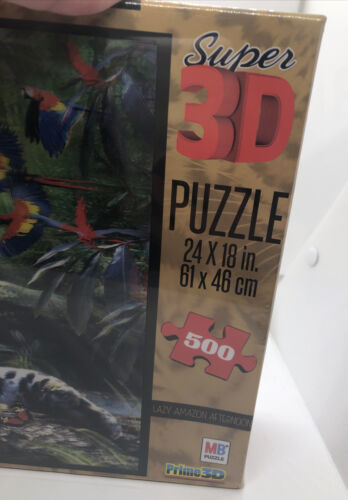 Super
3D
PUZZLE
24 X 18 in.
61 x 46 cm
500
LAZY AMAZON AFTERNOON
MB
PUZZLE
Prime3D